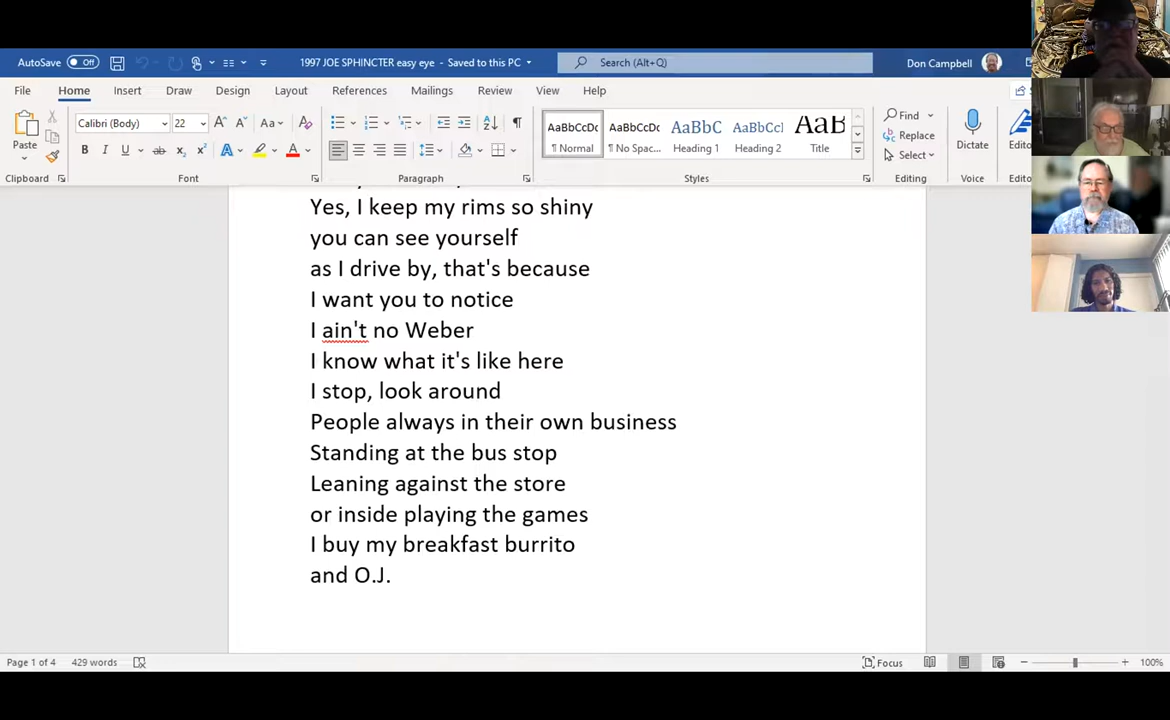 AutoSave Off 1997 JOE SPHINCTER easy eye - Saved to this PC Search (Alt+Q) Don Campbell
File Home Insert Draw Design Layout References Mailings Review View Help
Paste Calibri (Body) 22 A A Aa A
B I U ab x₂ x² A A
AaBbCcDc AaBbCcDc AaBbC AaBbCcl AaB
¶ Normal ¶ No Spac... Heading 1 Heading 2 Title
Find
Replace
Select
Dictate Edito
Clipboard Font Paragraph Styles Editing Voice
Yes, I keep my rims so shiny
you can see yourself
as I drive by, that's because
I want you to notice
I ain't no Weber
I know what it's like here
I stop, look around
People always in their own business
Standing at the bus stop
Leaning against the store
or inside playing the games
I buy my breakfast burrito
and O.J.
Page 1 of 4 429 words Focus 100%